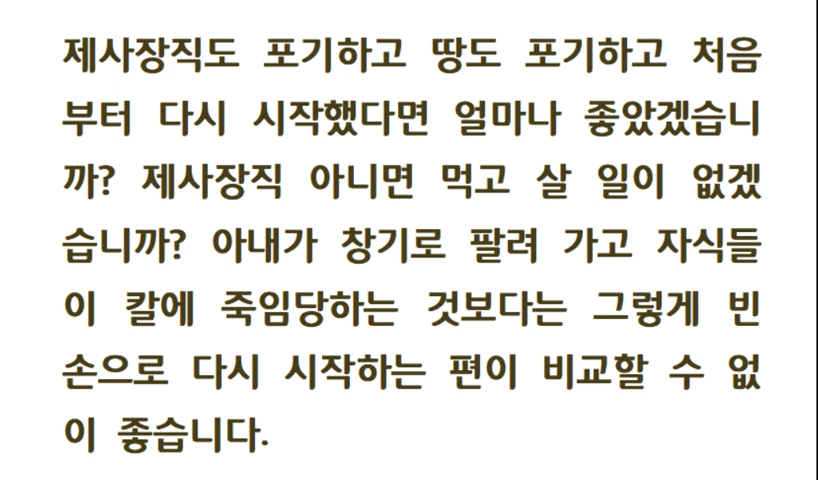 제사장직도 포기하고 땅도 포기하고 처음
부터 다시 시작했다면 얼마나 좋았겠습니
까? 제사장직 아니면 먹고 살 일이 없겠
습니까? 아내가 창기로 팔려 가고 자식들
이 칼에 죽임당하는 것보다는 그렇게 빈
손으로 다시 시작하는 편이 비교할 수 없
이 좋습니다.